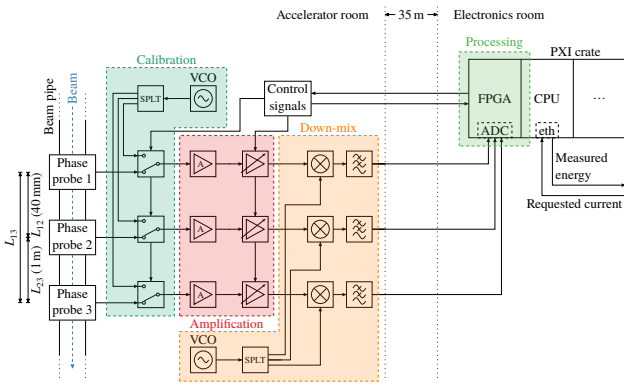 Accelerator room
35 m
Electronics room
Processing
PXI crate
Calibration
VCO
SPLT
Beam pipe
Beam
Control
signals
FPGA
CPU
...
ADC
eth
Down-mix
Measured
energy
Requested current
Phase
probe 1
A
L12 (40 mm)
L13
Phase
probe 2
A
L23 (1 m)
Phase
probe 3
A
Amplification
VCO
SPLT